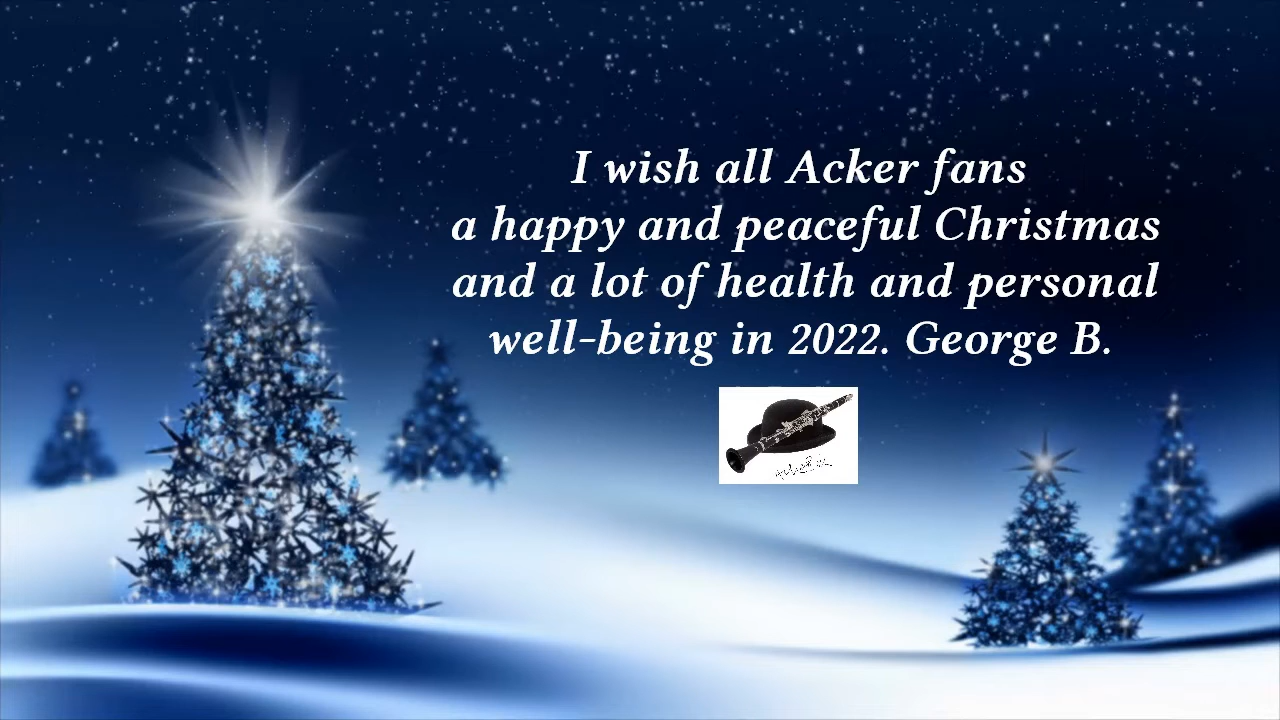 I wish all Acker fans
a happy and peaceful Christmas
and a lot of health and personal
well-being in 2022. George B.